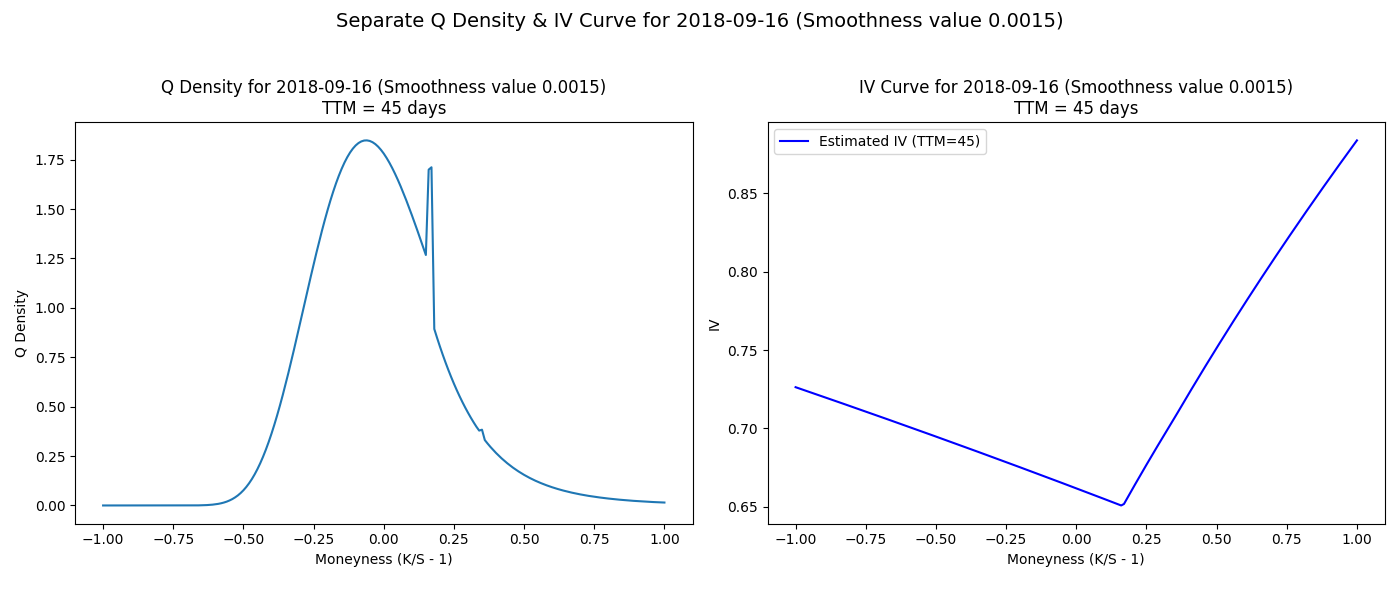 Separate Q Density & IV Curve for 2018-09-16 (Smoothness value 0.0015)
Q Density for 2018-09-16 (Smoothness value 0.0015)
TTM = 45 days
Q Density
1.75
1.50
1.25
1.00
0.75
0.50
0.25
0.00
−1.00 −0.75 −0.50 −0.25 0.00 0.25 0.50 0.75 1.00
Moneyness (K/S - 1)
IV Curve for 2018-09-16 (Smoothness value 0.0015)
TTM = 45 days
Estimated IV (TTM=45)
IV
0.85
0.80
0.75
0.70
0.65
−1.00 −0.75 −0.50 −0.25 0.00 0.25 0.50 0.75 1.00
Moneyness (K/S - 1)